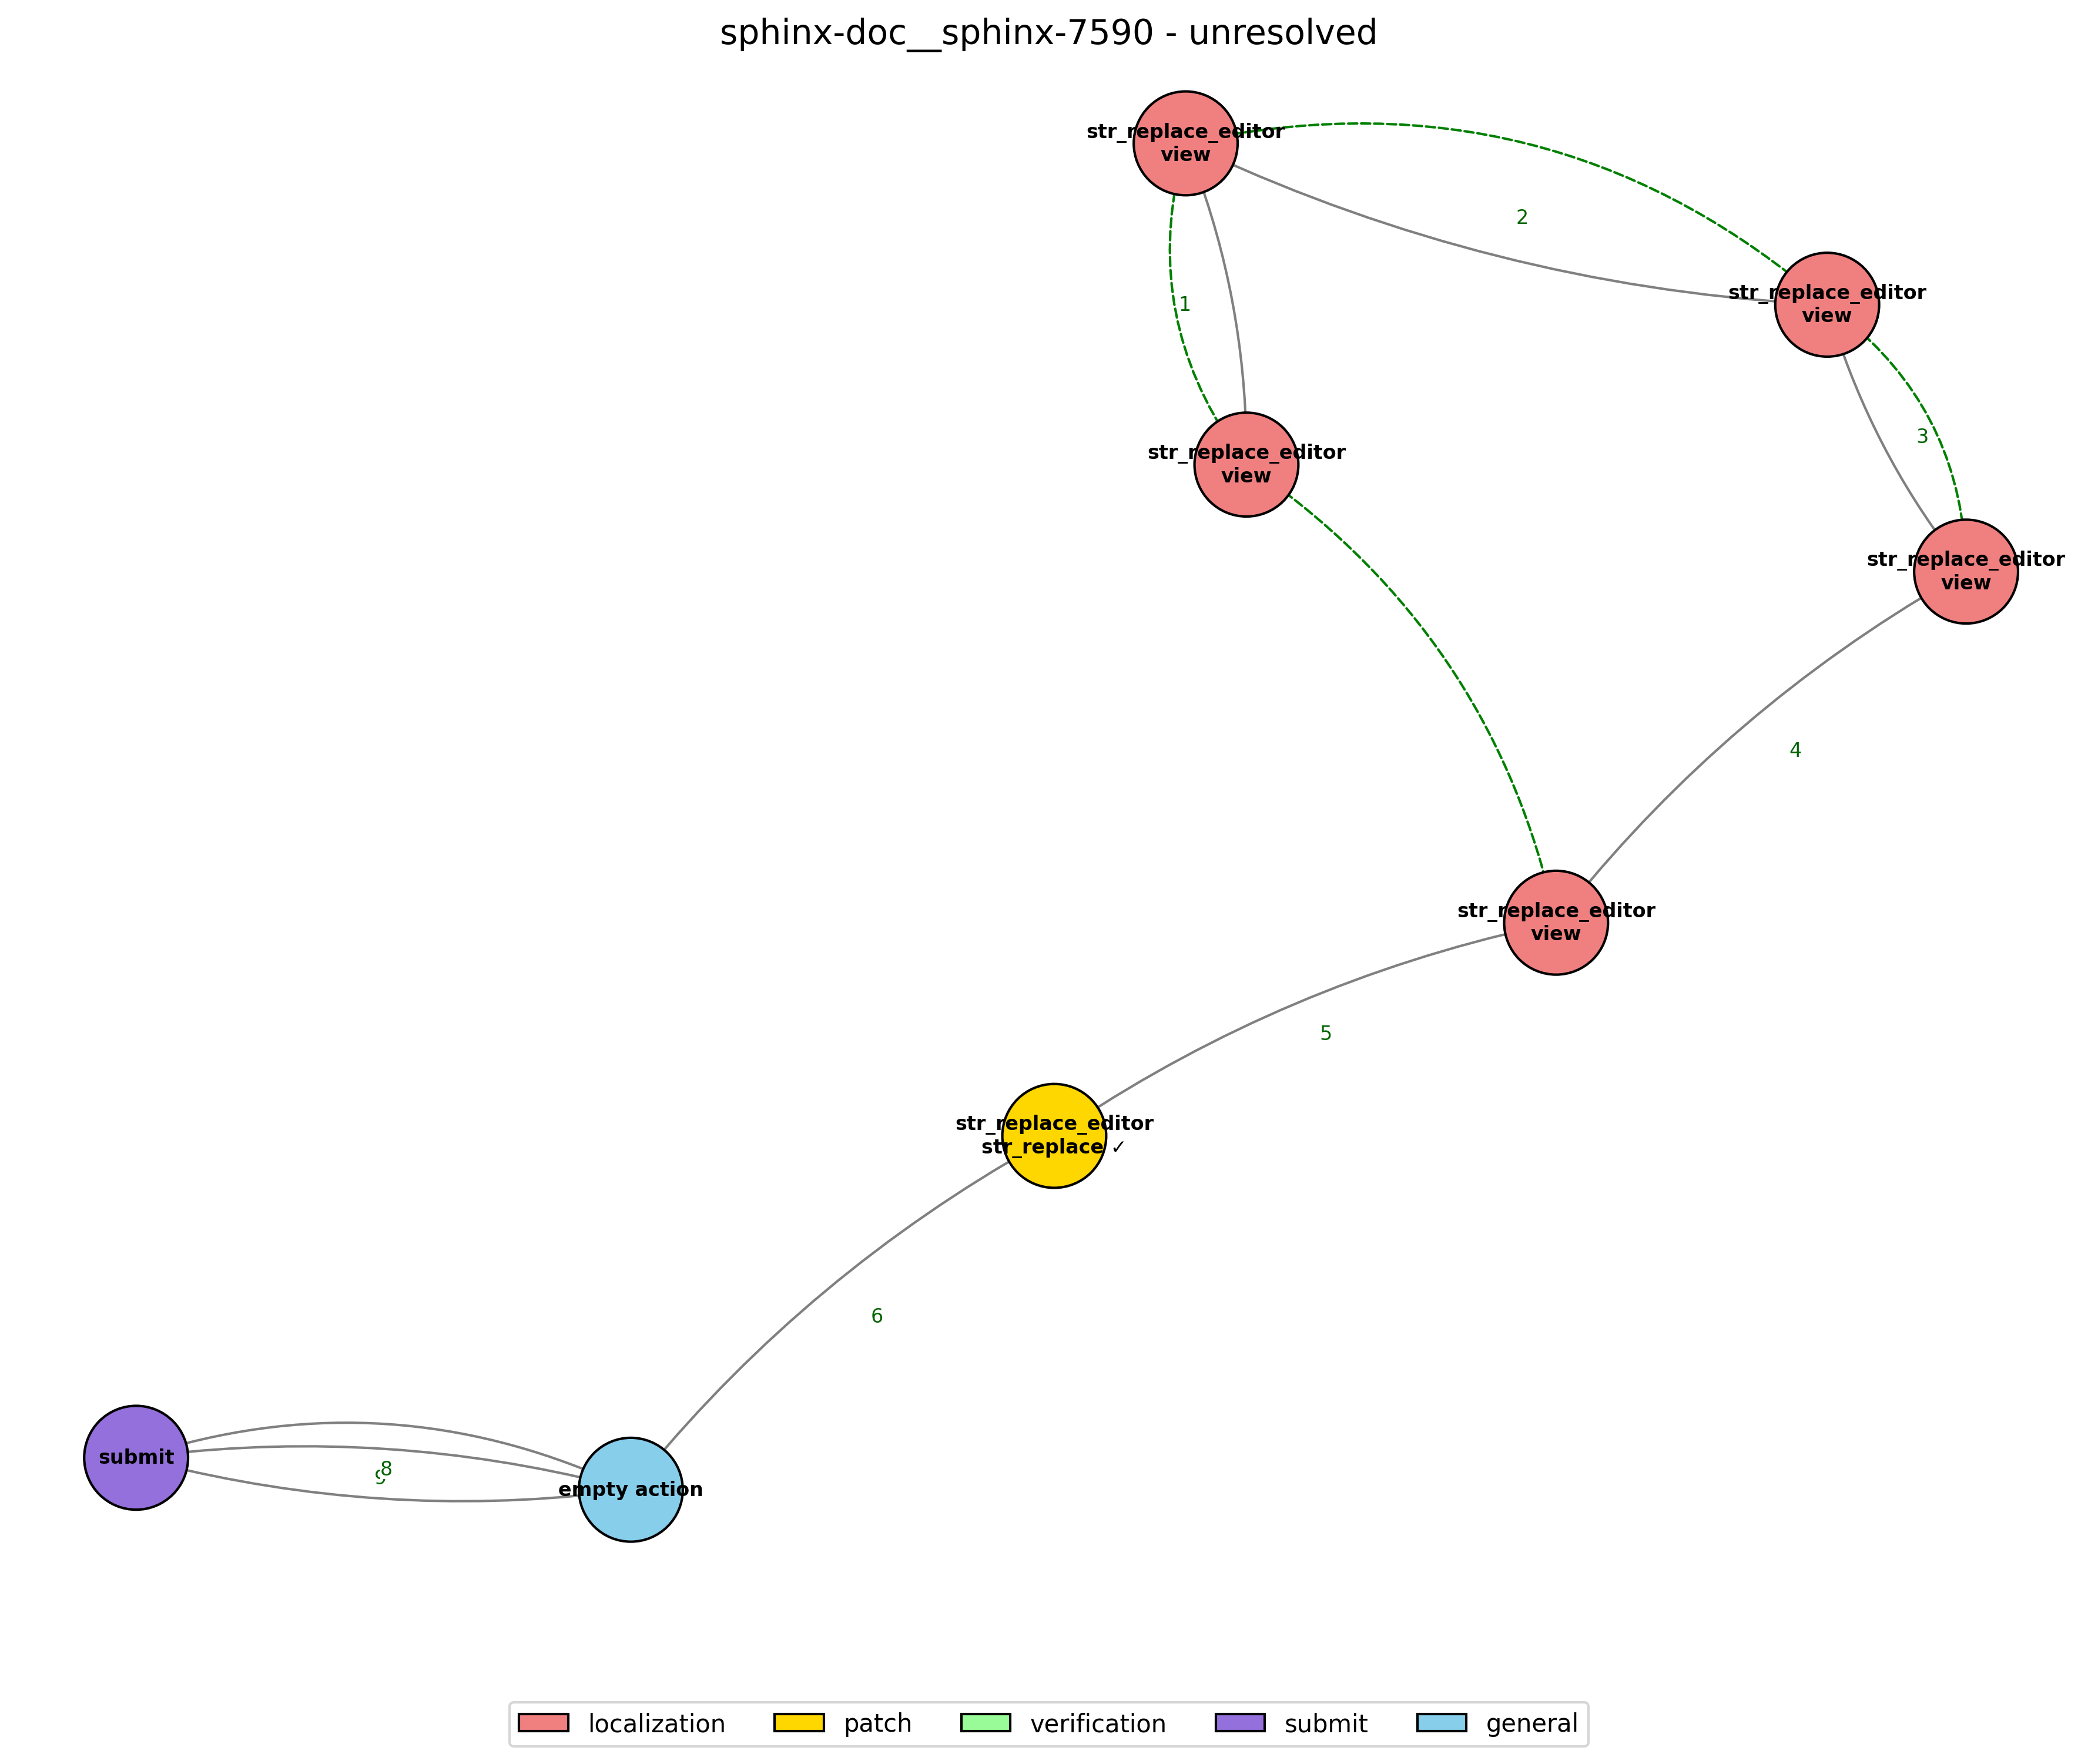 sphinx-doc__sphinx-7590 - unresolved
str_replace_editor
view
2
str_replace_editor
view
1
3
str_replace_editor
view
str_replace_editor
view
4
str_replace_editor
view
5
str_replace_editor
str_replace ✓
6
submit
9
8
empty action
localization
patch
verification
submit
general